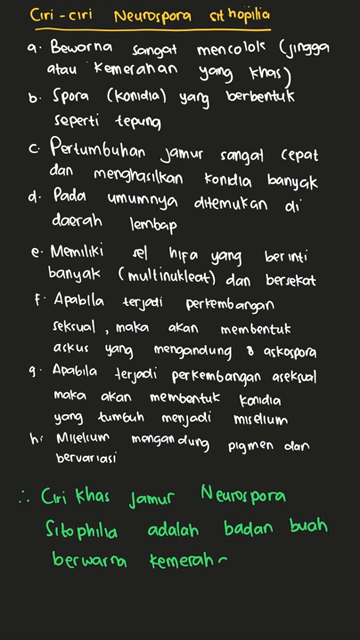 Ciri-ciri Neurospora sithopilia
a. Bewarna sangat mencolok (jingga
atau kemerahan yang khas)
b. Spora (konidia) yang berbentuk
seperti tepung
c. Pertumbuhan jamur sangat cepat
dan menghasilkan konidia banyak
d. Pada umumnya ditemukan di
daerah lembap
e. Memiliki sel hifa yang berinti
banyak (multinukleat) dan bersekat
f. Apabila terjadi perkembangan
seksual, maka akan membentuk
askus yang mengandung 8 askospora
g. Apabila terjadi perkembangan aseksual
maka akan membentuk konidia
yang tumbuh menjadi miselium
h. Miselium mengandung pigmen dan
bervariasi
∴ Ciri khas jamur Neurospora
Sitophilia adalah badan buah
berwarna kemerah-